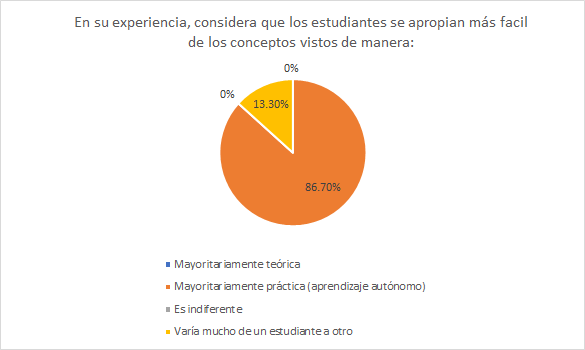 En su experiencia, considera que los estudiantes se apropian más facil
de los conceptos vistos de manera:
0%
0%
13.30%
86.70%
Mayoritariamente teórica
Mayoritariamente práctica (aprendizaje autónomo)
Es indiferente
Varía mucho de un estudiante a otro